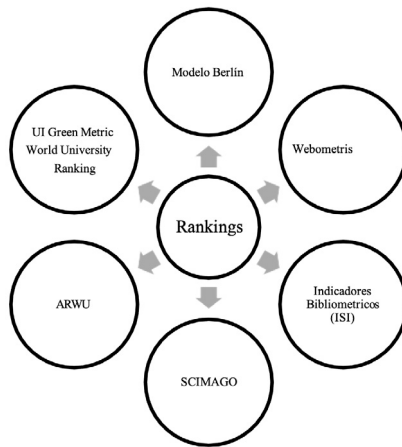 Modelo Berlín
UI Green Metric
World University
Ranking
Webometris
Rankings
ARWU
Indicadores
Bibliometricos
(ISI)
SCIMAGO